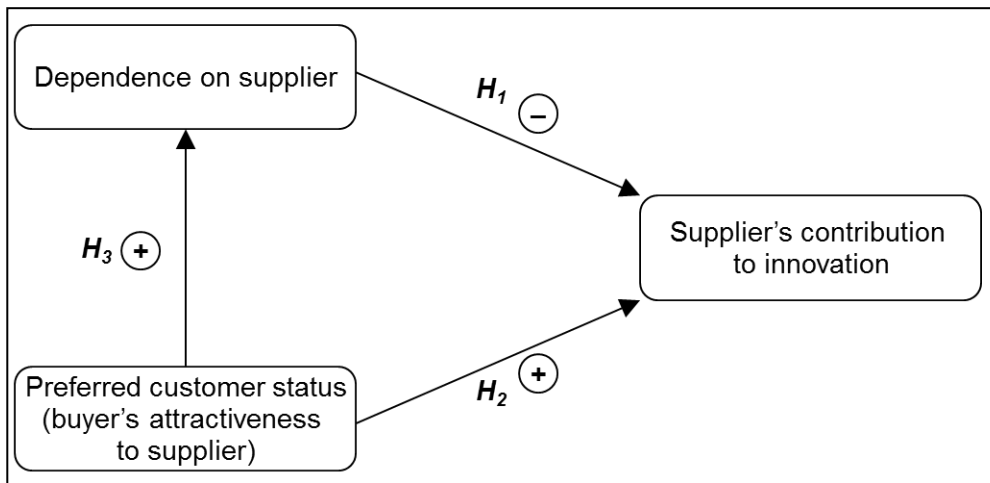 Dependence on supplier
H₁
−
H₃ +
Supplier’s contribution
to innovation
Preferred customer status
(buyer’s attractiveness
to supplier)
H₂ +